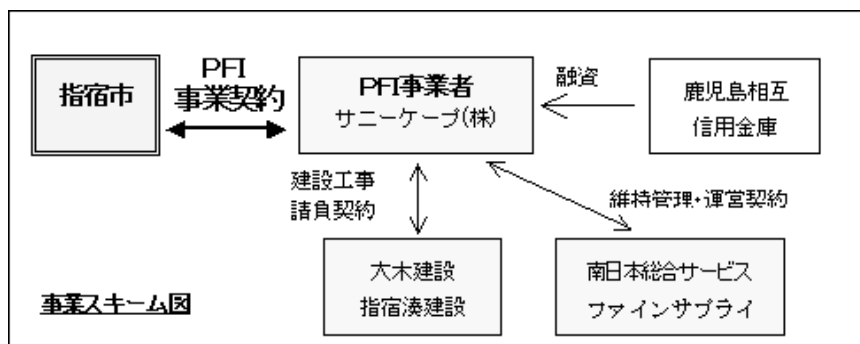 指宿市
PFI
事業契約
PFI事業者
サニーケープ(株)
融資
鹿児島相互
信用金庫
建設工事
請負契約
維持管理・運営契約
大木建設
指宿湊建設
南日本総合サービス
ファインサプライ
事業スキーム図